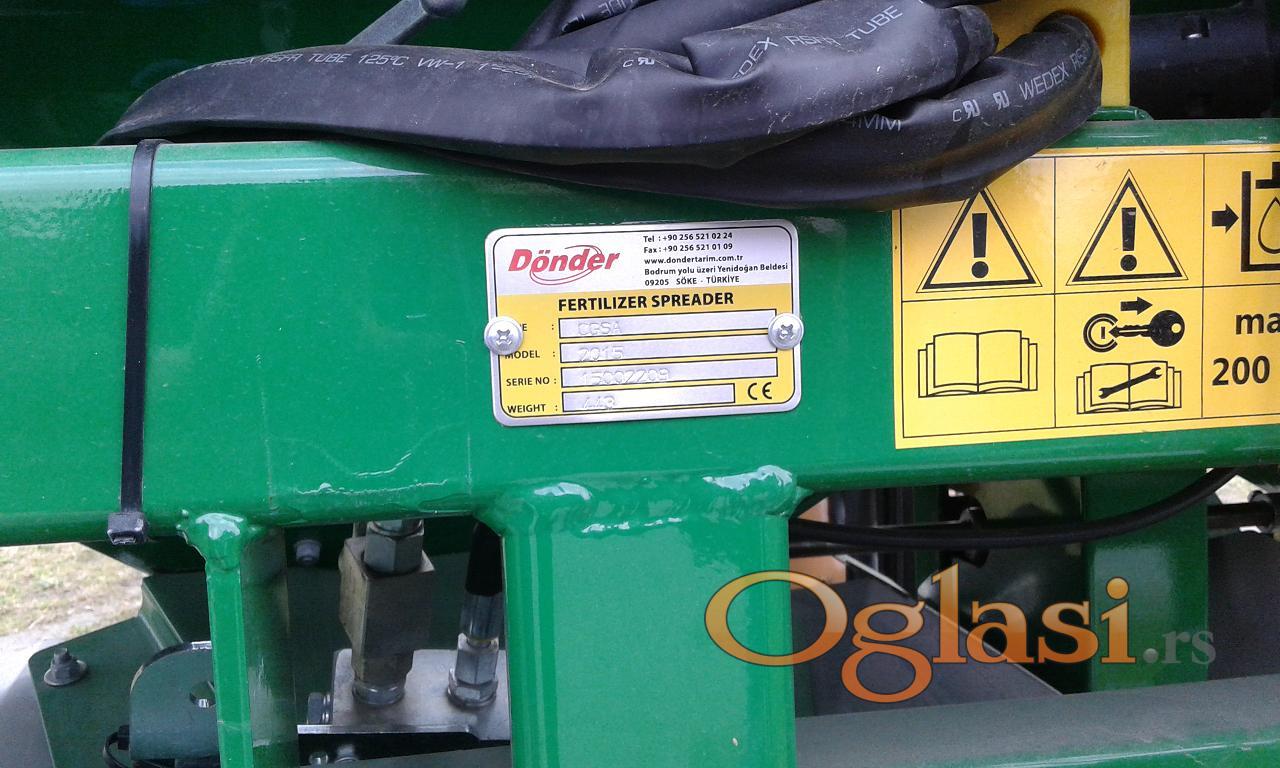 WEDEX RSFR TUBE 125°C VW-1
WEDEX RSFR TUBE
WEDEX
Dönder
Tel : +90 256 521 02 24
Fax : +90 256 521 01 09
www.dondertarim.com.tr
Bodrum yolu üzeri Yenidoğan Beldesi
09205 SÖKE - TÜRKİYE
FERTILIZER SPREADER
: CGSA
MODEL : 2015
SERIE NO : 15002209
WEIGHT : 443
CE
200
Oglasi.rs